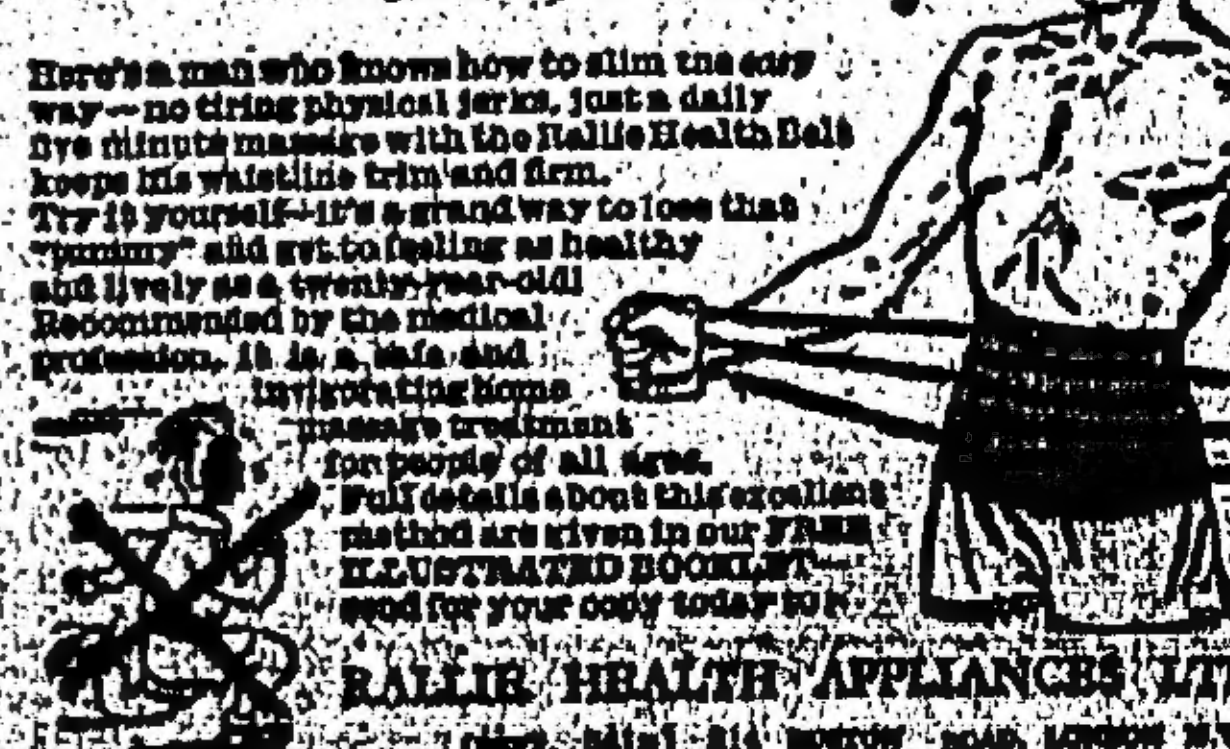 Here's a man who knows how to slim the easy
way—no tiring physical jerks, just a daily
five minute massage with the Rallie Health Belt
keeps his waistline trim and firm.
Try it yourself—it's a grand way to lose that
"tummy" and get to feeling as healthy
and lively as a twenty-year-old!
Recommended by the medical
profession, it is a safe and
invigorating home
massage treatment
for people of all ages.
Full details about this excellent
method are given in our FREE
ILLUSTRATED BOOKLET—
send for your copy today to:
RALLIE HEALTH APPLIANCES LT
ROAD, LONDON